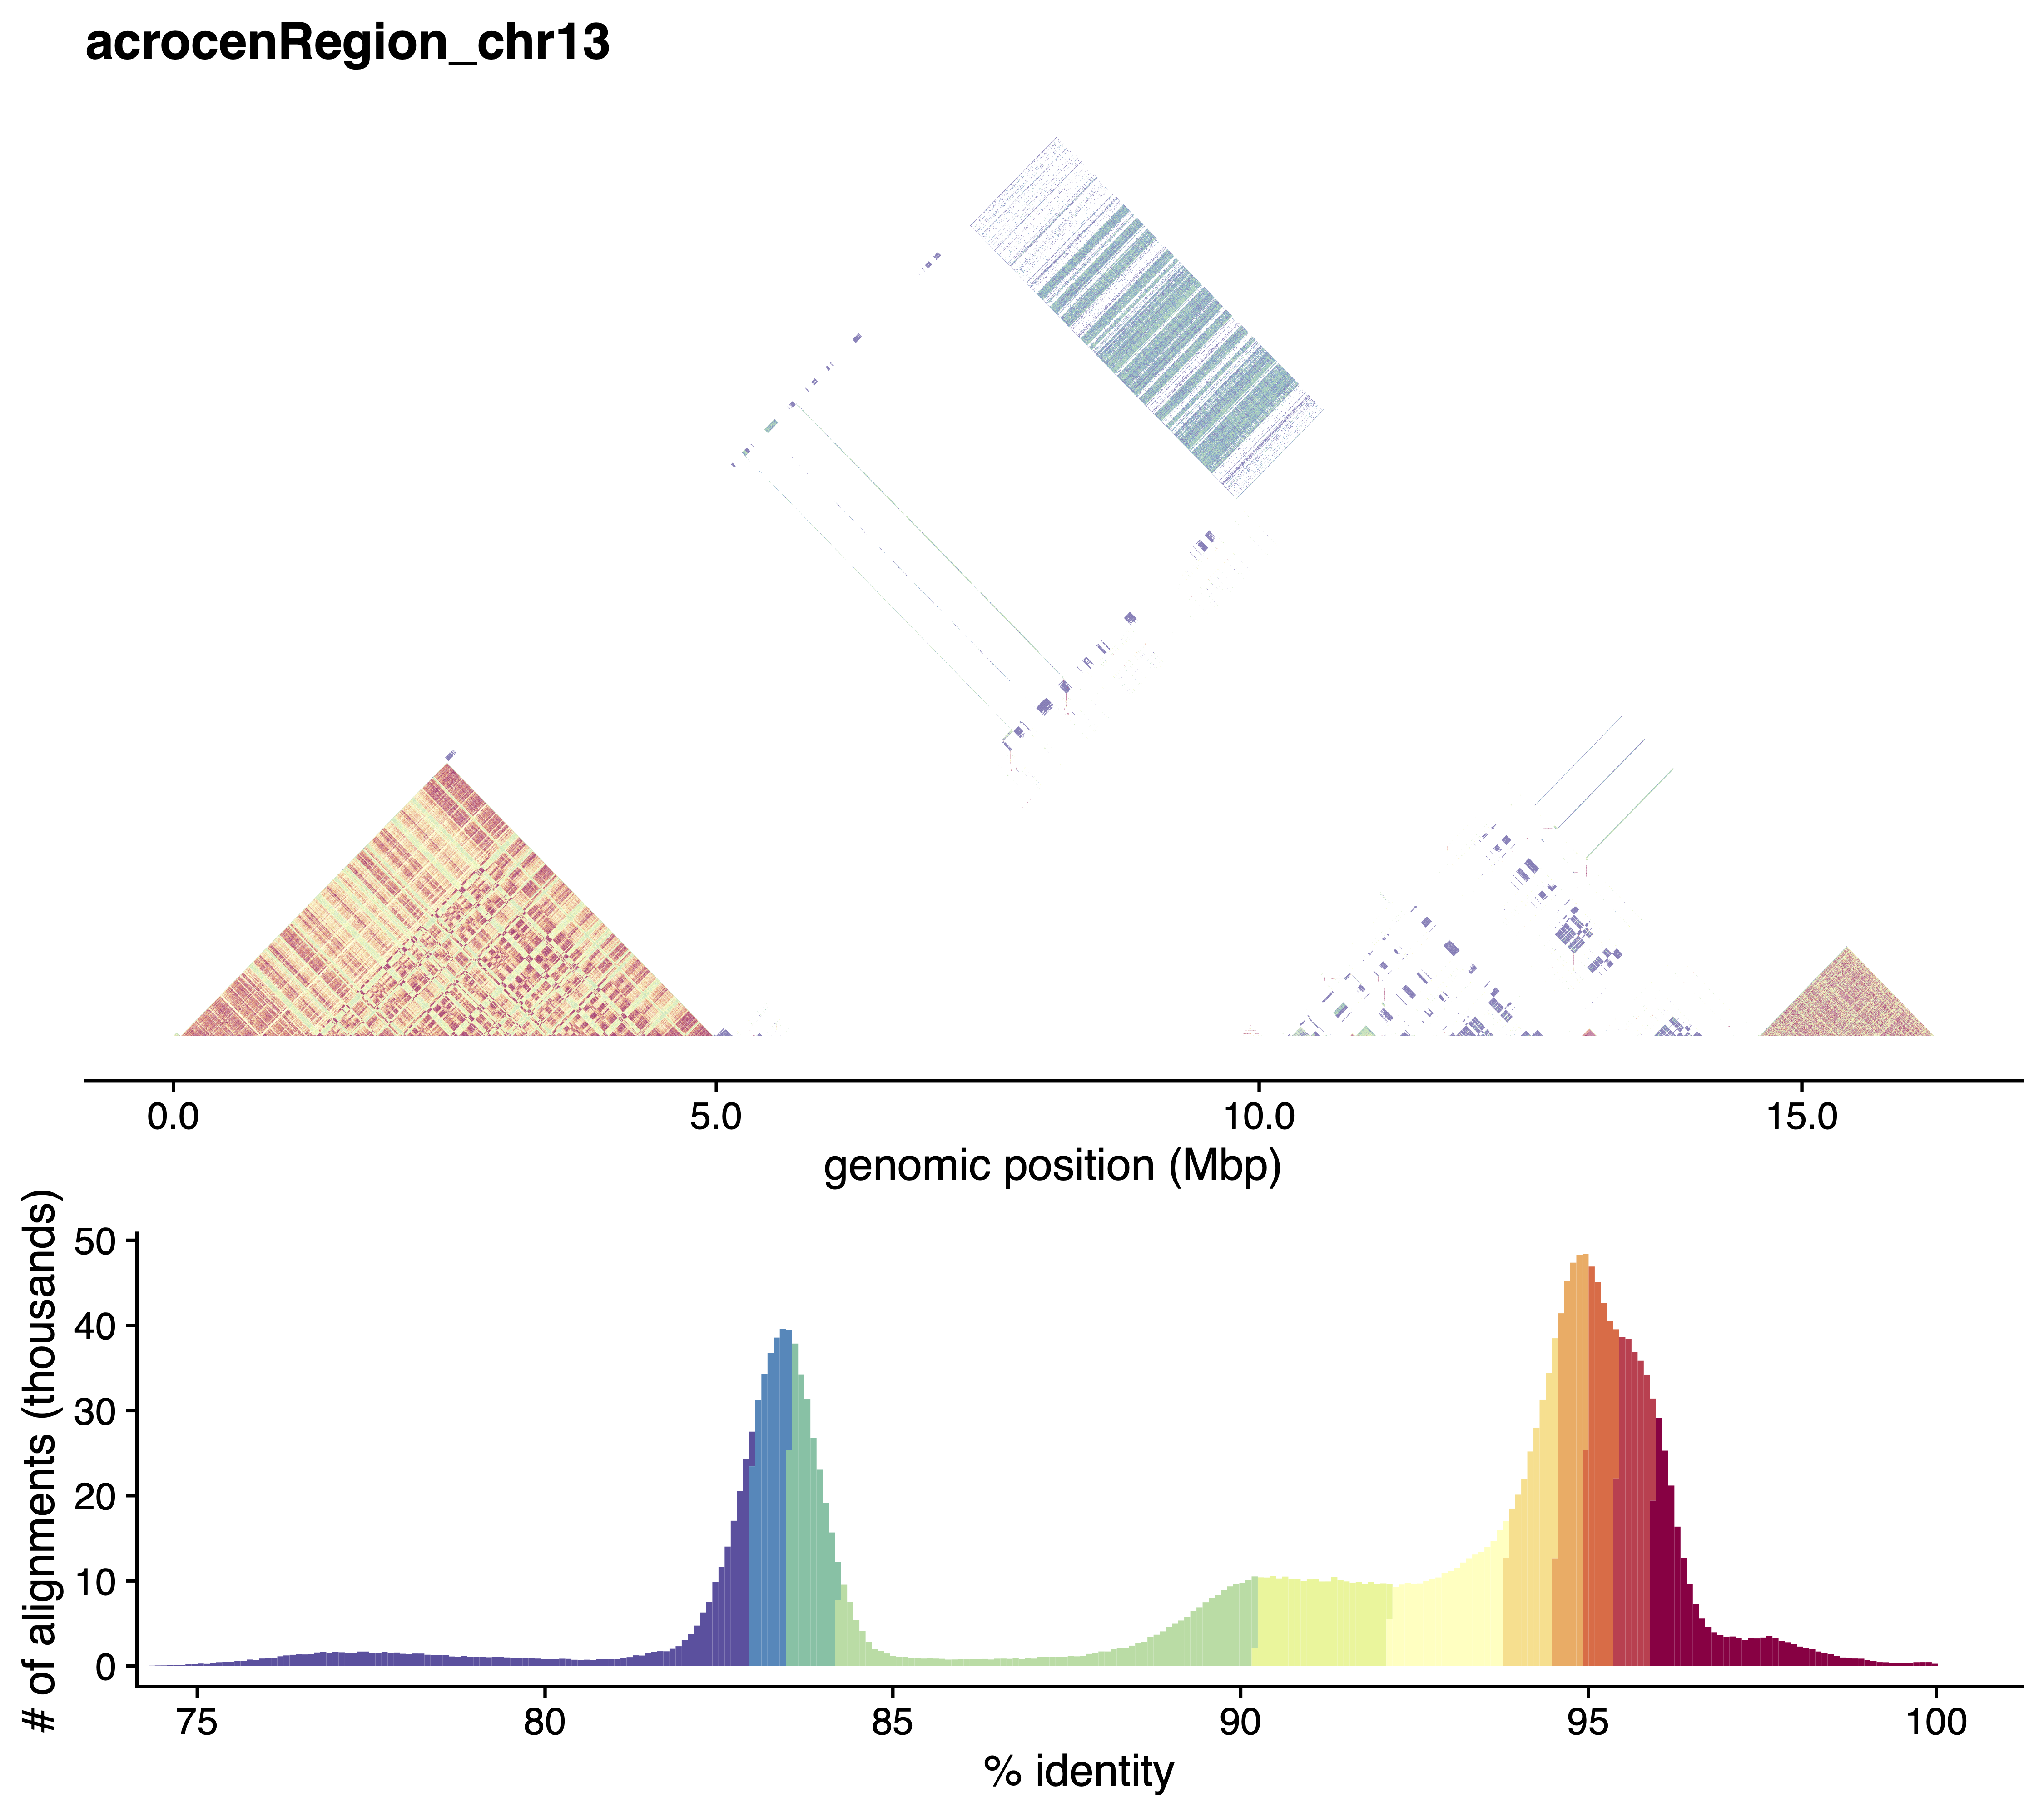 acrocenRegion_chr13
0.0 5.0 10.0 15.0
genomic position (Mbp)
# of alignments (thousands)
50
40
30
20
10
0
75 80 85 90 95 100
% identity